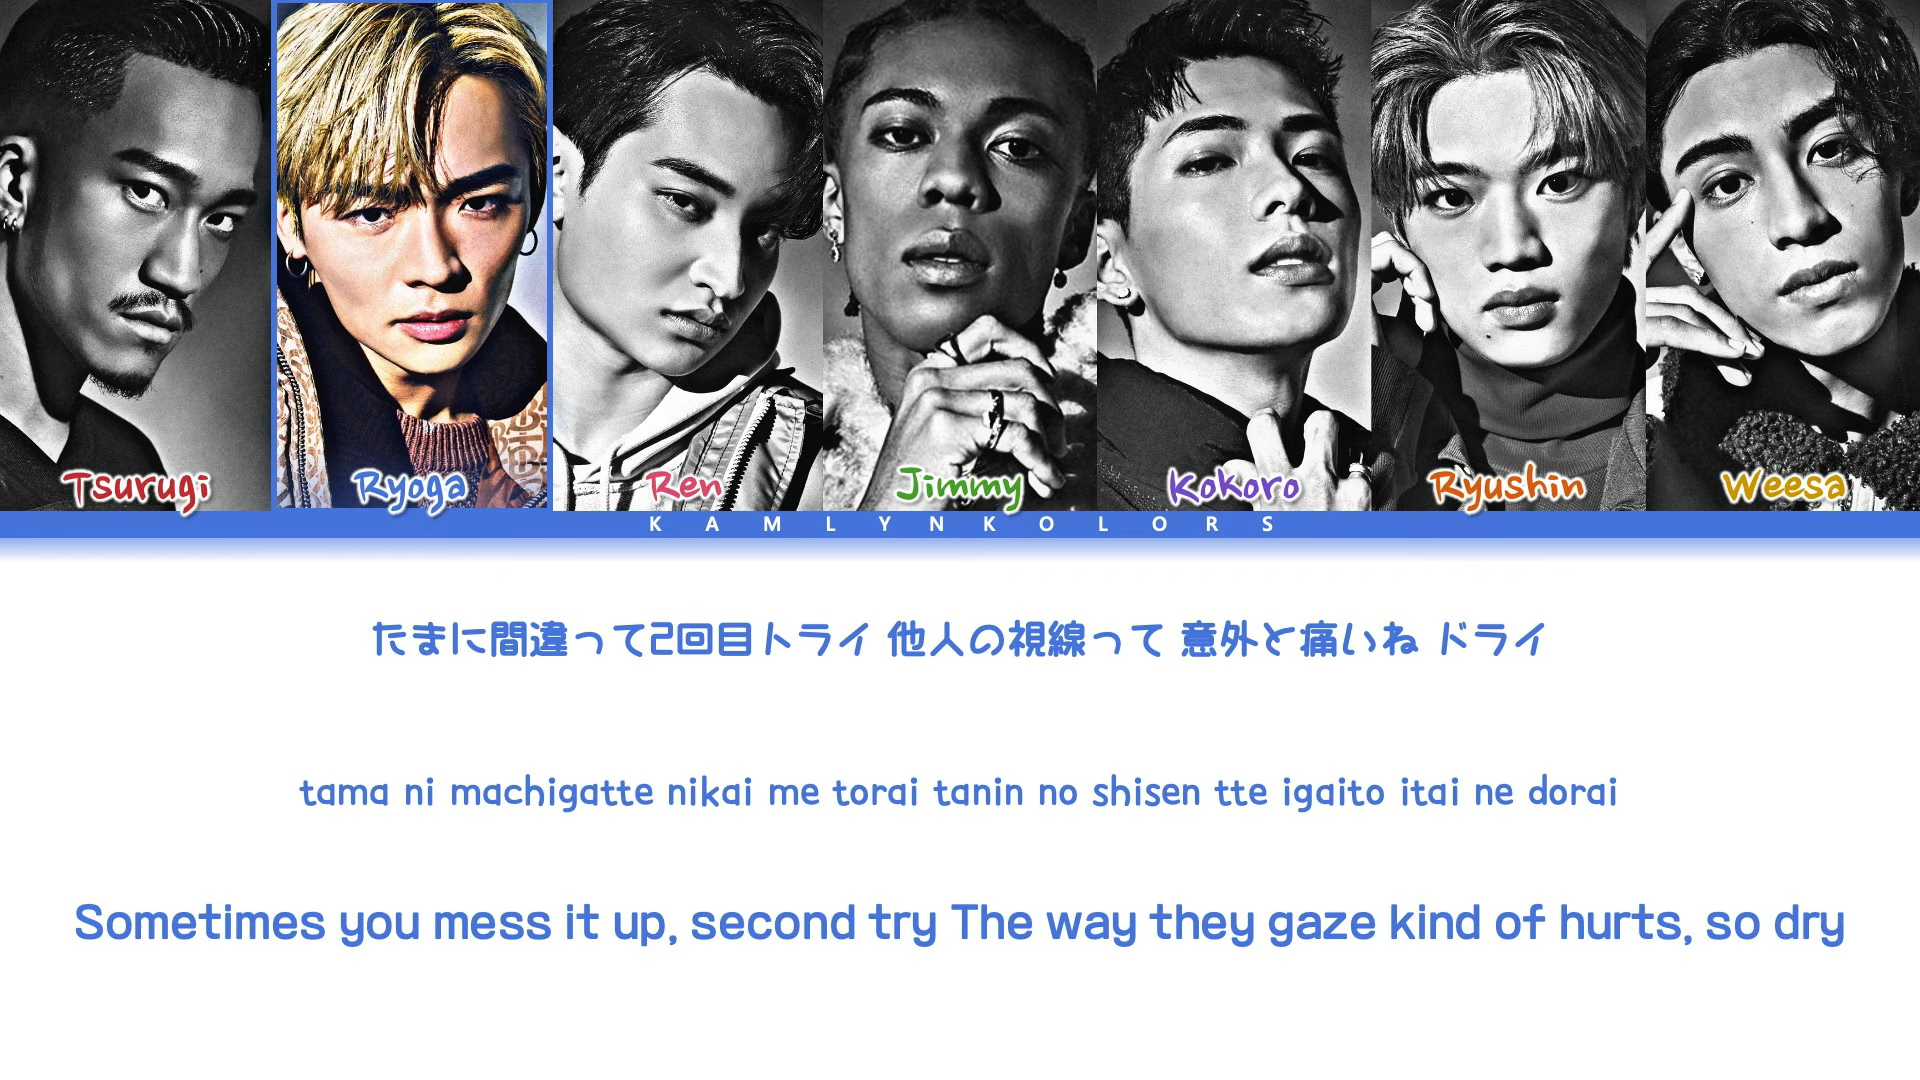 Tsurugi Ryoga Ren Jimmy Kokoro Ryushin Weesa
KAMLYNKOLORS
たまに間違って2回目トライ 他人の視線って 意外と痛いね ドライ
tama ni machigatte nikai me torai tanin no shisen tte igaito itai ne dorai
Sometimes you mess it up, second try The way they gaze kind of hurts, so dry